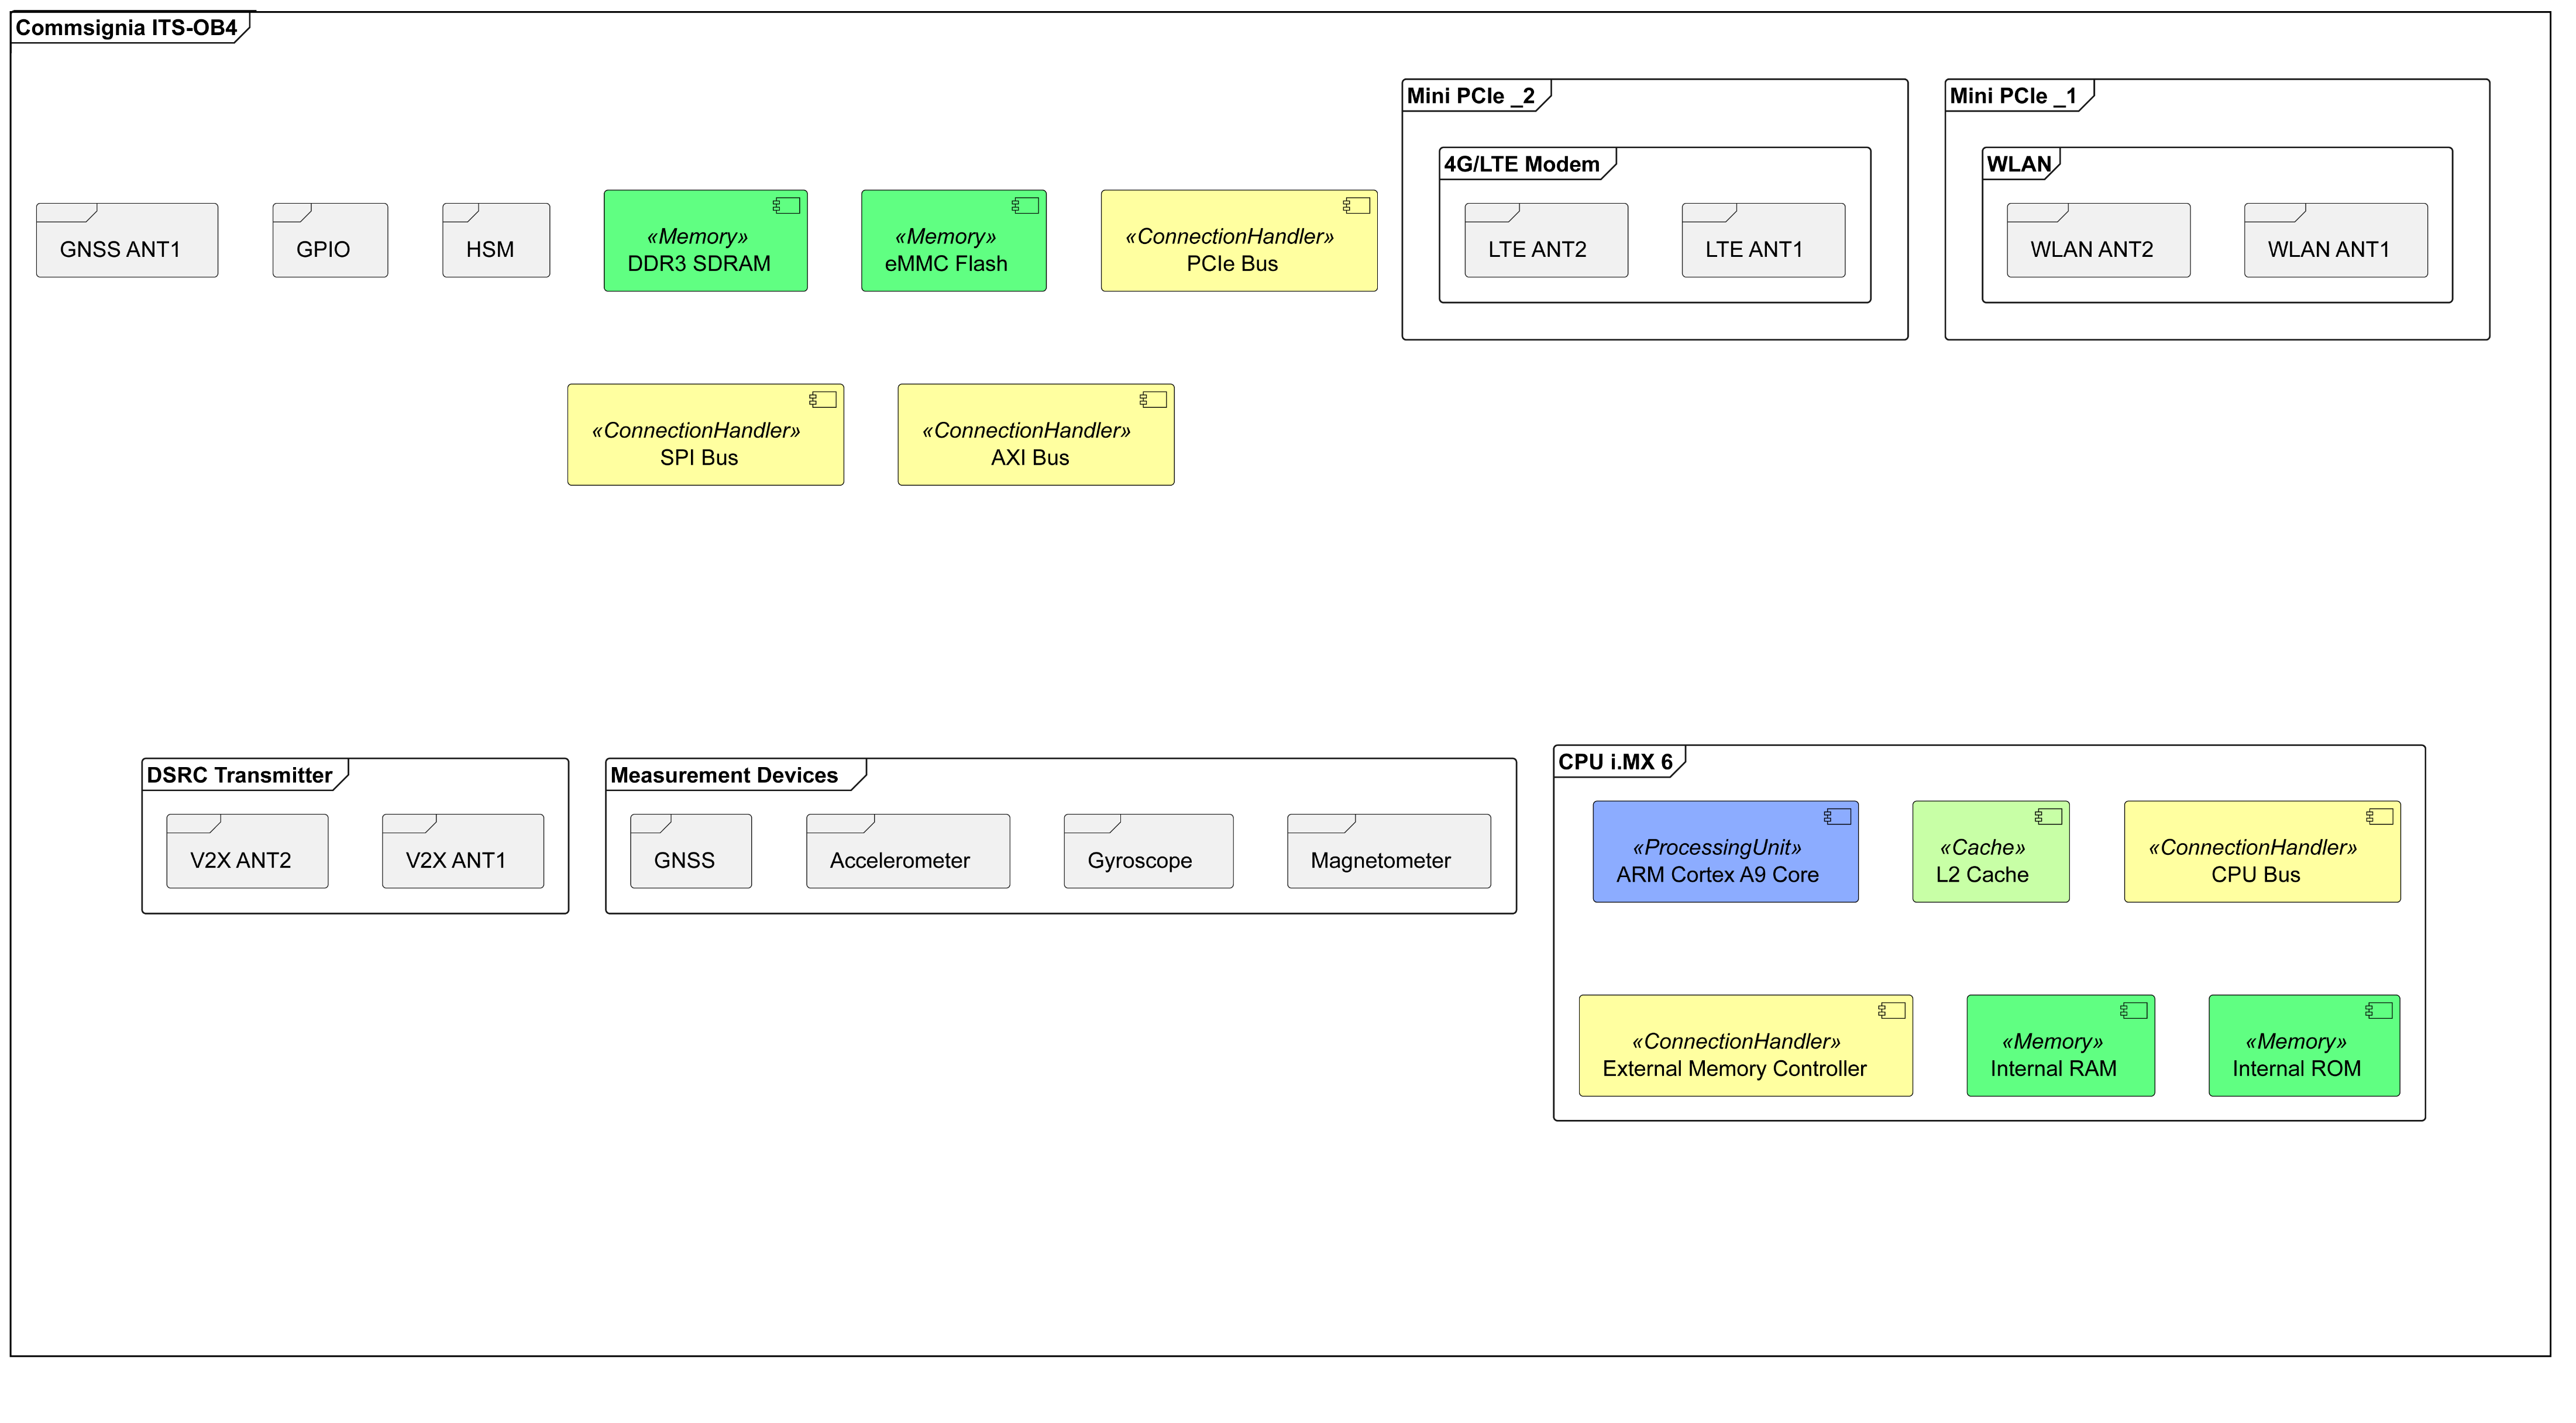 Commsignia ITS-OB4
Mini PCIe _2
Mini PCIe _1
4G/LTE Modem
WLAN
GNSS ANT1
GPIO
HSM
«Memory»
DDR3 SDRAM
«Memory»
eMMC Flash
«ConnectionHandler»
PCIe Bus
LTE ANT2
LTE ANT1
WLAN ANT2
WLAN ANT1
«ConnectionHandler»
SPI Bus
«ConnectionHandler»
AXI Bus
DSRC Transmitter
V2X ANT2
V2X ANT1
Measurement Devices
GNSS
Accelerometer
Gyroscope
Magnetometer
CPU i.MX 6
«ProcessingUnit»
ARM Cortex A9 Core
«Cache»
L2 Cache
«ConnectionHandler»
CPU Bus
«ConnectionHandler»
External Memory Controller
«Memory»
Internal RAM
«Memory»
Internal ROM